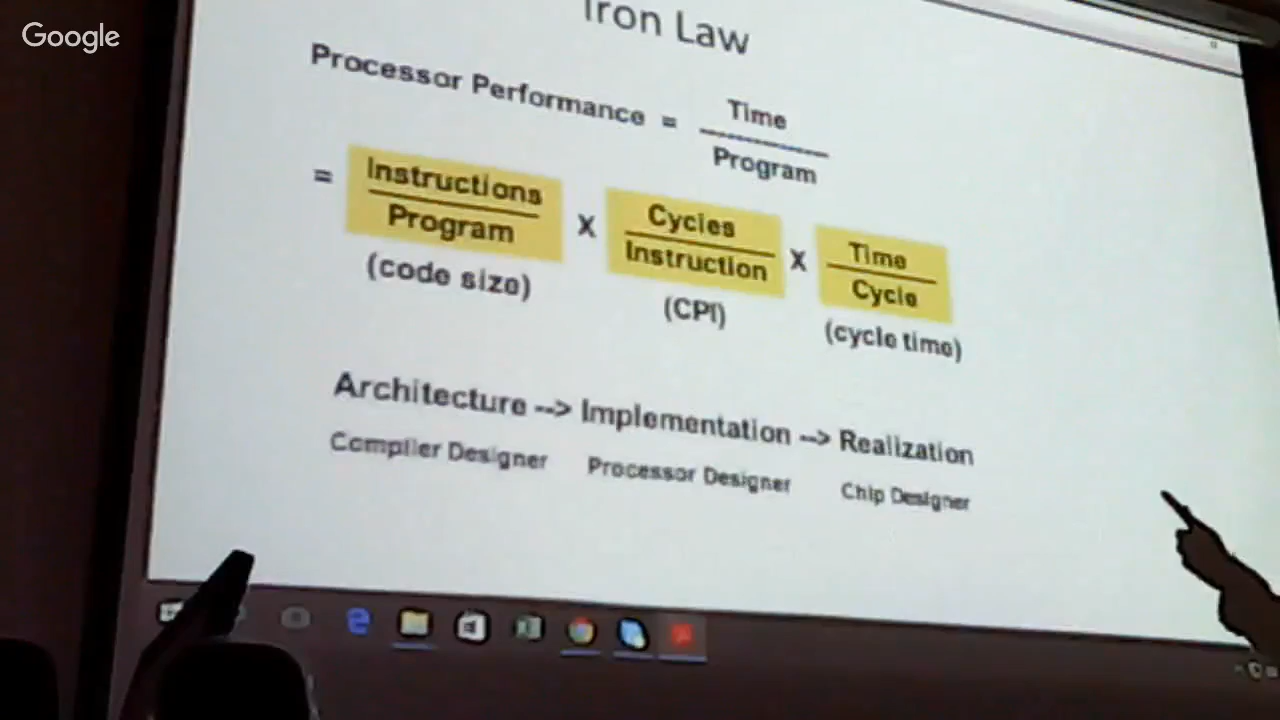 Google
Iron Law
Processor Performance = Time
Program
= Instructions
Program
X Cycles
Instruction
X Time
Cycle
(code size)
(CPI)
(cycle time)
Architecture --> Implementation --> Realization
Compiler Designer Processor Designer Chip Designer